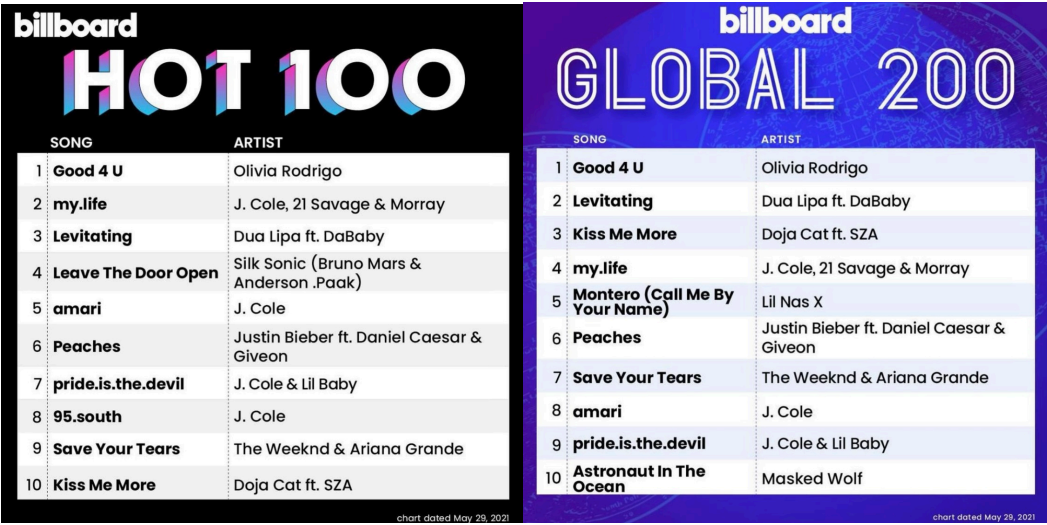 billboard
HOT 100
SONG ARTIST
1 Good 4 U Olivia Rodrigo
2 my.life J. Cole, 21 Savage & Morray
3 Levitating Dua Lipa ft. DaBaby
4 Leave The Door Open Silk Sonic (Bruno Mars &
Anderson .Paak)
5 amari J. Cole
6 Peaches Justin Bieber ft. Daniel Caesar &
Giveon
7 pride.is.the.devil J. Cole & Lil Baby
8 95.south J. Cole
9 Save Your Tears The Weeknd & Ariana Grande
10 Kiss Me More Doja Cat ft. SZA
chart dated May 29, 2021
billboard
GLOBAL 200
SONG ARTIST
1 Good 4 U Olivia Rodrigo
2 Levitating Dua Lipa ft. DaBaby
3 Kiss Me More Doja Cat ft. SZA
4 my.life J. Cole, 21 Savage & Morray
5 Montero (Call Me By
Your Name) Lil Nas X
6 Peaches Justin Bieber ft. Daniel Caesar &
Giveon
7 Save Your Tears The Weeknd & Ariana Grande
8 amari J. Cole
9 pride.is.the.devil J. Cole & Lil Baby
10 Astronaut In The
Ocean Masked Wolf
chart dated May 29, 2021